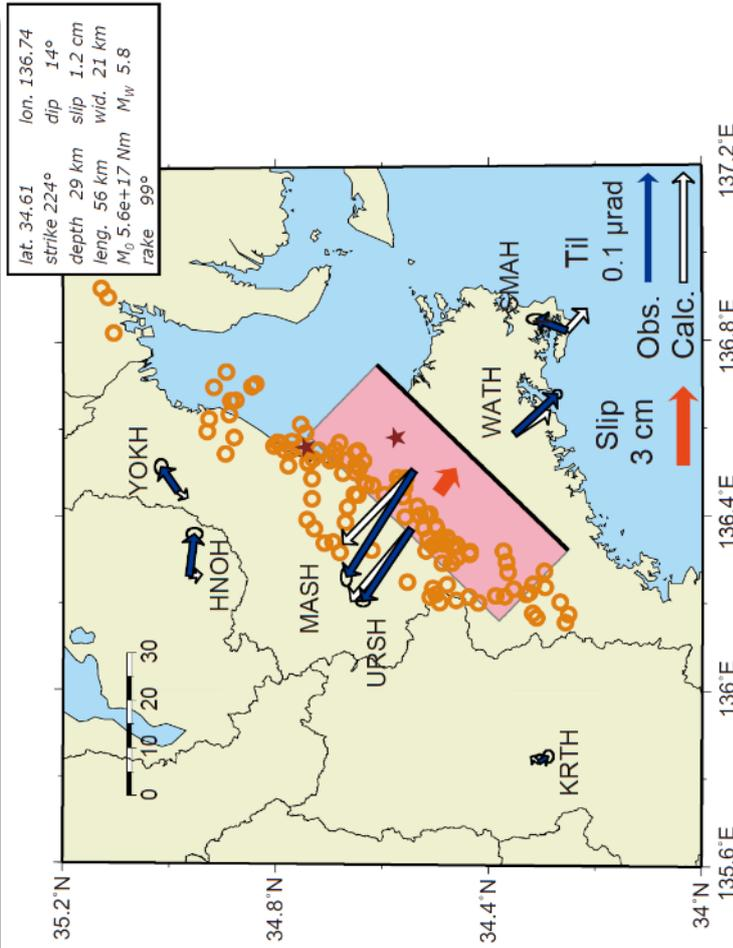 lat. 34.61 lon. 136.74
strike 224° dip 14°
depth 29 km slip 1.2 cm
leng. 56 km wid. 21 km
M0 5.6e+17 Nm MW 5.8
rake 99°
35.2°N
34.8°N
34.4°N
34°N
135.6°E
136°E
136.4°E
136.8°E
137.2°E
0 10 20 30
YOKH
HNOH
MASH
URSH
KRTH
WATH
SMAH
Slip
3 cm
Til
0.1 μrad
Obs.
Calc.